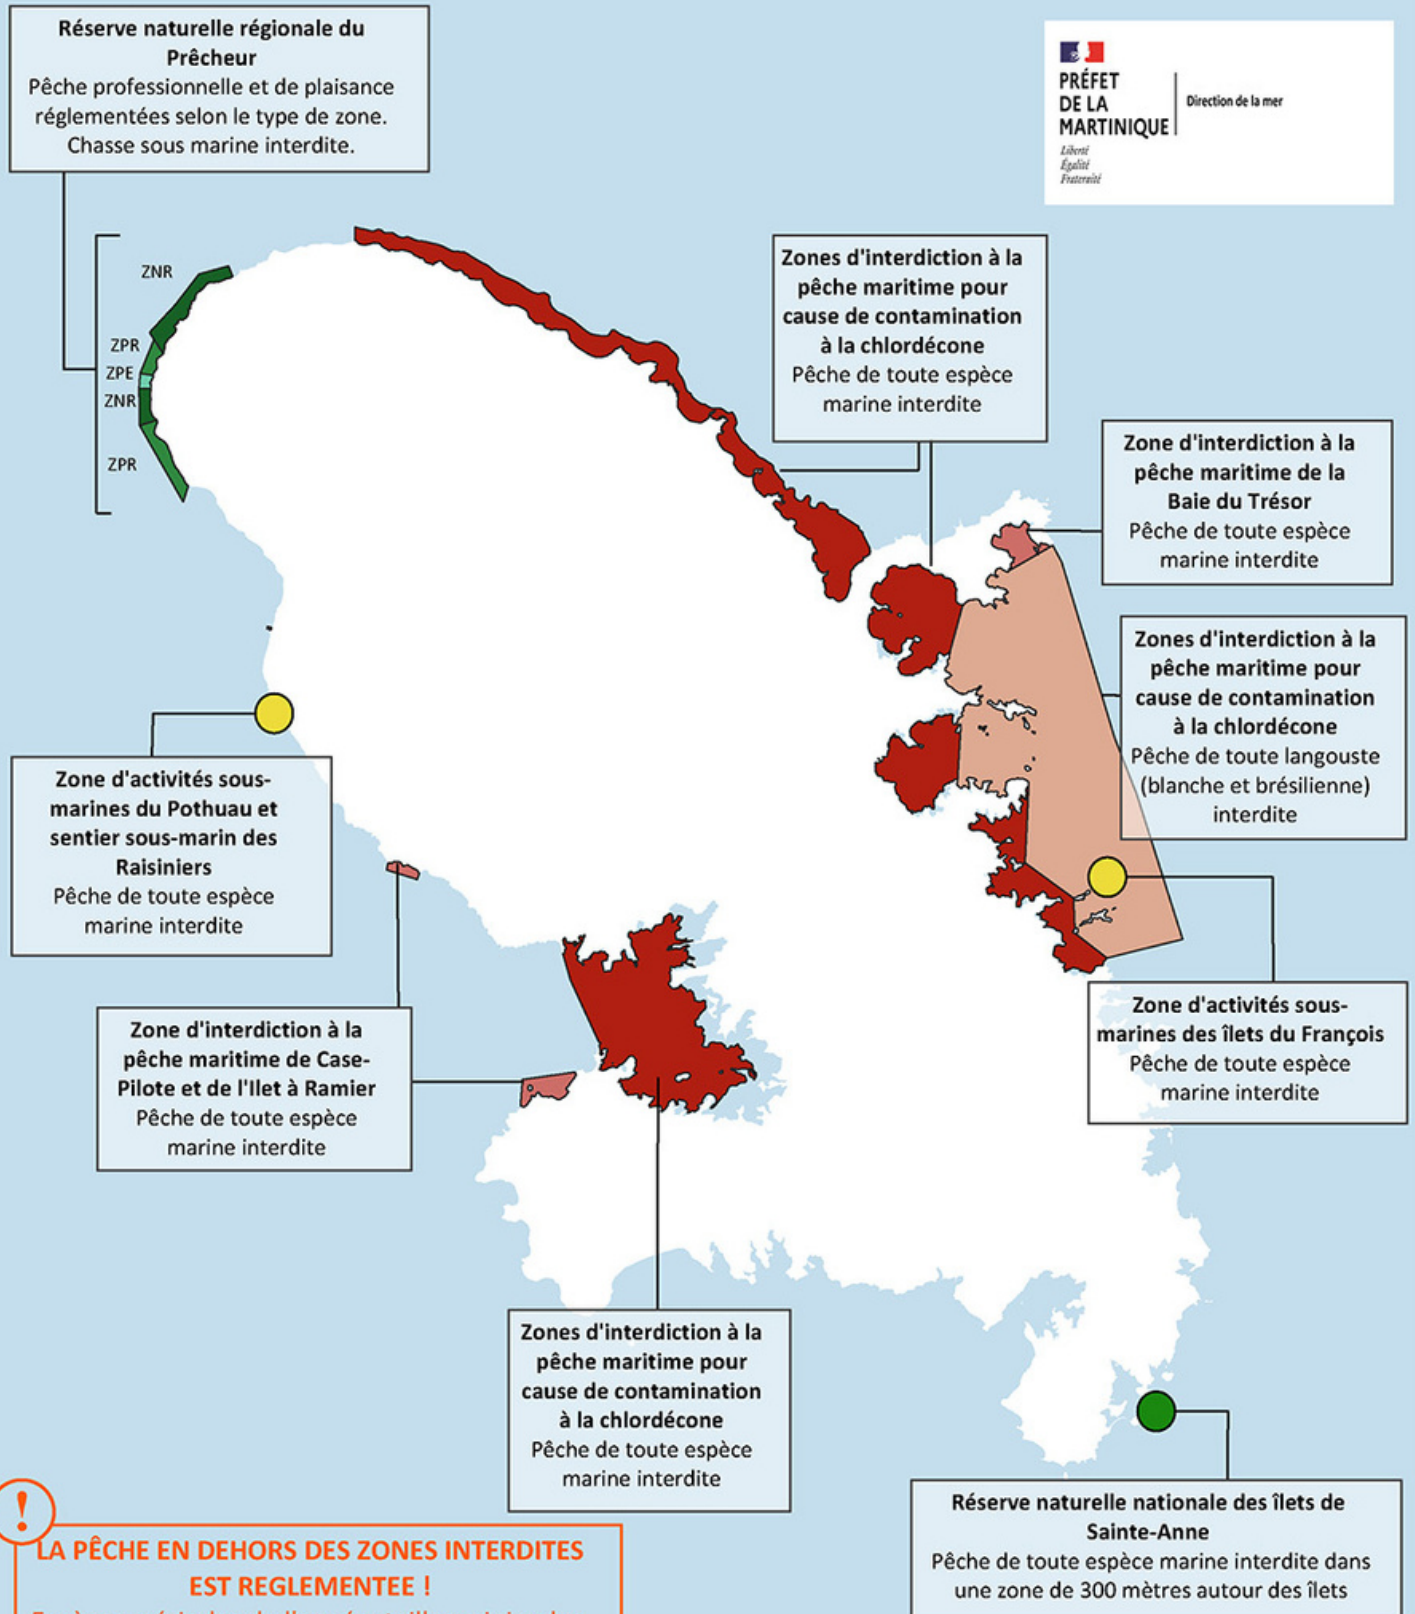 Réserve naturelle régionale du
Prêcheur
Pêche professionnelle et de plaisance
réglementées selon le type de zone.
Chasse sous marine interdite.
PRÉFET
DE LA
MARTINIQUE
Liberté
Égalité
Fraternité
Direction de la mer
ZNR
ZPR
ZPE
ZNR
ZPR
Zones d'interdiction à la
pêche maritime pour
cause de contamination
à la chlordécone
Pêche de toute espèce
marine interdite
Zone d'interdiction à la
pêche maritime de la
Baie du Trésor
Pêche de toute espèce
marine interdite
Zones d'interdiction à la
pêche maritime pour
cause de contamination
à la chlordécone
Pêche de toute langouste
(blanche et brésilienne)
interdite
Zone d'activités sous-
marines du Pothuau et
sentier sous-marin des
Raisiniers
Pêche de toute espèce
marine interdite
Zone d'activités sous-
marines des îlets du François
Pêche de toute espèce
marine interdite
Zone d'interdiction à la
pêche maritime de Case-
Pilote et de l'Ilet à Ramier
Pêche de toute espèce
marine interdite
Zones d'interdiction à la
pêche maritime pour
cause de contamination
à la chlordécone
Pêche de toute espèce
marine interdite
Réserve naturelle nationale des îlets de
Sainte-Anne
Pêche de toute espèce marine interdite dans
une zone de 300 mètres autour des îlets
!
LA PÊCHE EN DEHORS DES ZONES INTERDITES
EST REGLEMENTEE !